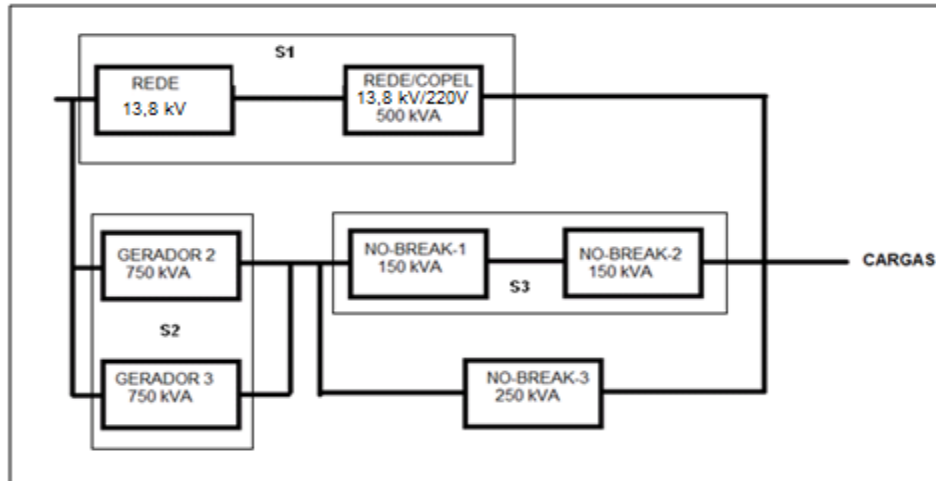 S1
REDE
13,8 kV
REDE/COPEL
13,8 kV/220V
500 kVA
GERADOR 2
750 kVA
S2
GERADOR 3
750 kVA
NO-BREAK-1
150 kVA
NO-BREAK-2
150 kVA
S3
NO-BREAK-3
250 kVA
CARGAS